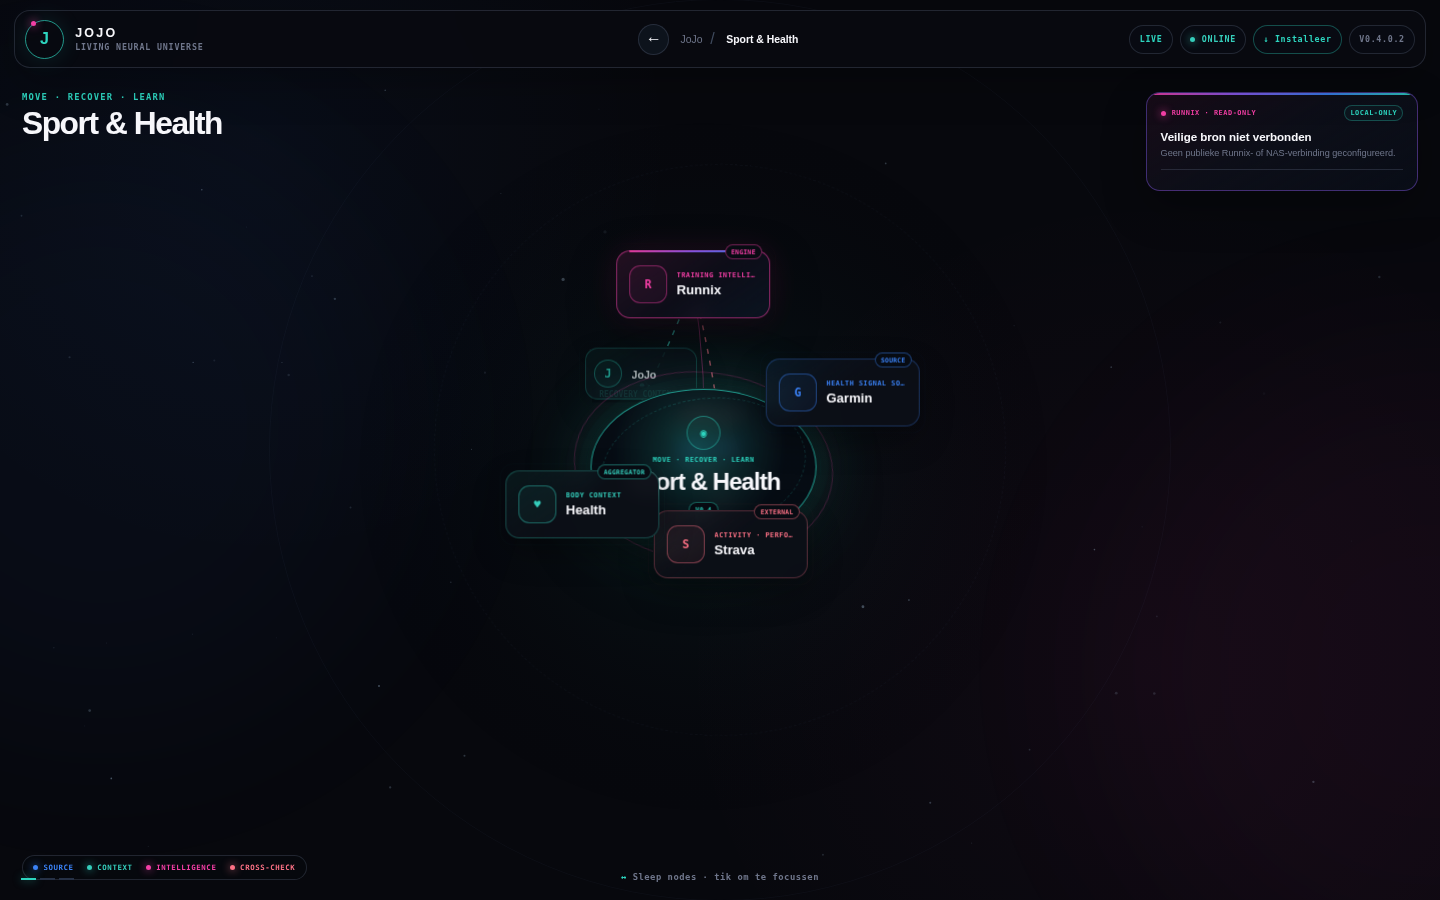 J
JOJO
LIVING NEURAL UNIVERSE
←
JoJo / Sport & Health
LIVE
ONLINE
↓ Installeer
V0.4.0.2
MOVE · RECOVER · LEARN
Sport & Health
RUNNIX · READ-ONLY
LOCAL-ONLY
Veilige bron niet verbonden
Geen publieke Runnix- of NAS-verbinding geconfigureerd.
ENGINE
R
TRAINING INTELLI…
Runnix
J
JoJo
SOURCE
G
HEALTH SIGNAL SO…
Garmin
MOVE · RECOVER · LEARN
ort & Health
AGGREGATOR
♥
BODY CONTEXT
Health
EXTERNAL
S
ACTIVITY · PERFO…
Strava
SOURCE
CONTEXT
INTELLIGENCE
CROSS-CHECK
↔ Sleep nodes · tik om te focussen